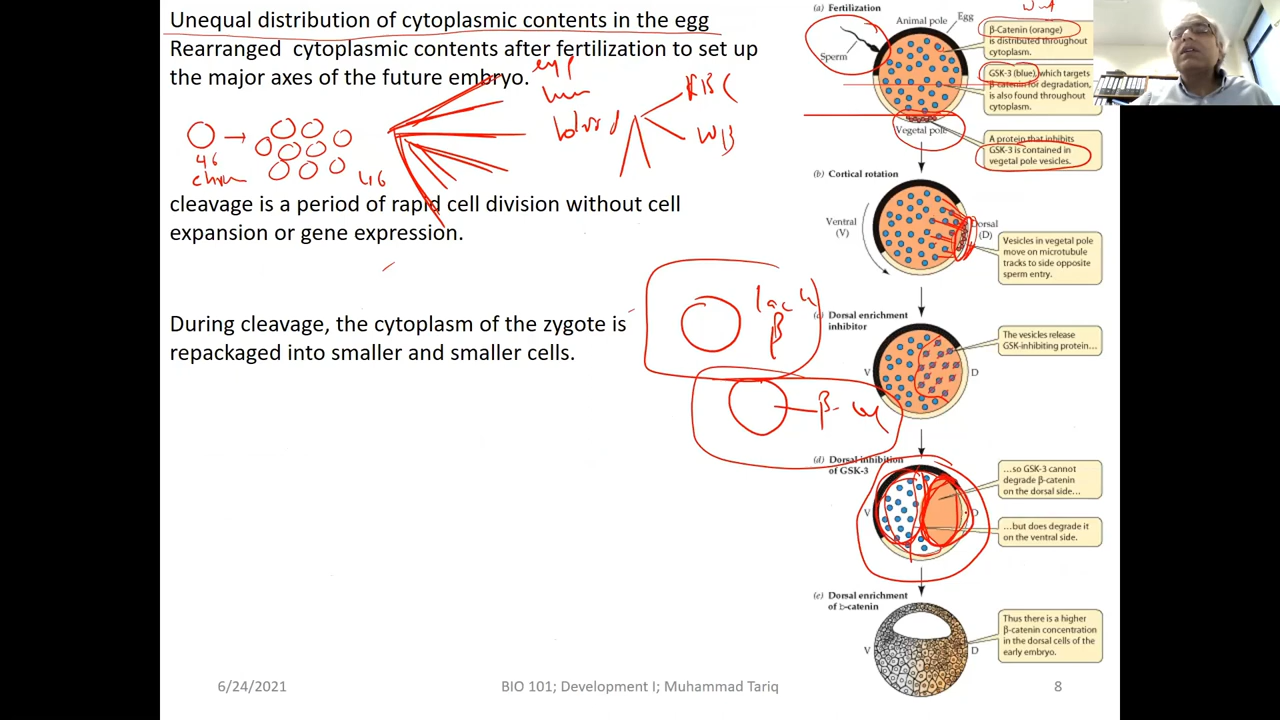 Unequal distribution of cytoplasmic contents in the egg
Rearranged cytoplasmic contents after fertilization to set up
the major axes of the future embryo.
RBC
WB
46
46
cleavage is a period of rapid cell division without cell
expansion or gene expression.
During cleavage, the cytoplasm of the zygote is
repackaged into smaller and smaller cells.
β
β-
(a) Fertilization
Animal pole
Egg
Sperm
Vegetal pole
β-Catenin (orange)
is distributed throughout
cytoplasm.
GSK-3 (blue), which targets
β-catenin for degradation,
is also found throughout
cytoplasm.
A protein that inhibits
GSK-3 is contained in
vegetal pole vesicles.
(b) Cortical rotation
Ventral
(V)
Dorsal
(D)
Vesicles in vegetal pole
move on microtubule
tracks to side opposite
sperm entry.
(c) Dorsal enrichment
inhibitor
V
D
The vesicles release
GSK-inhibiting protein...
(d) Dorsal inhibition
of GSK-3
V
D
...so GSK-3 cannot
degrade β-catenin
on the dorsal side...
...but does degrade it
on the ventral side.
(e) Dorsal enrichment
of b-catenin
V
D
Thus there is a higher
β-catenin concentration
in the dorsal cells of the
early embryo.
6/24/2021
BIO 101; Development I; Muhammad Tariq
8